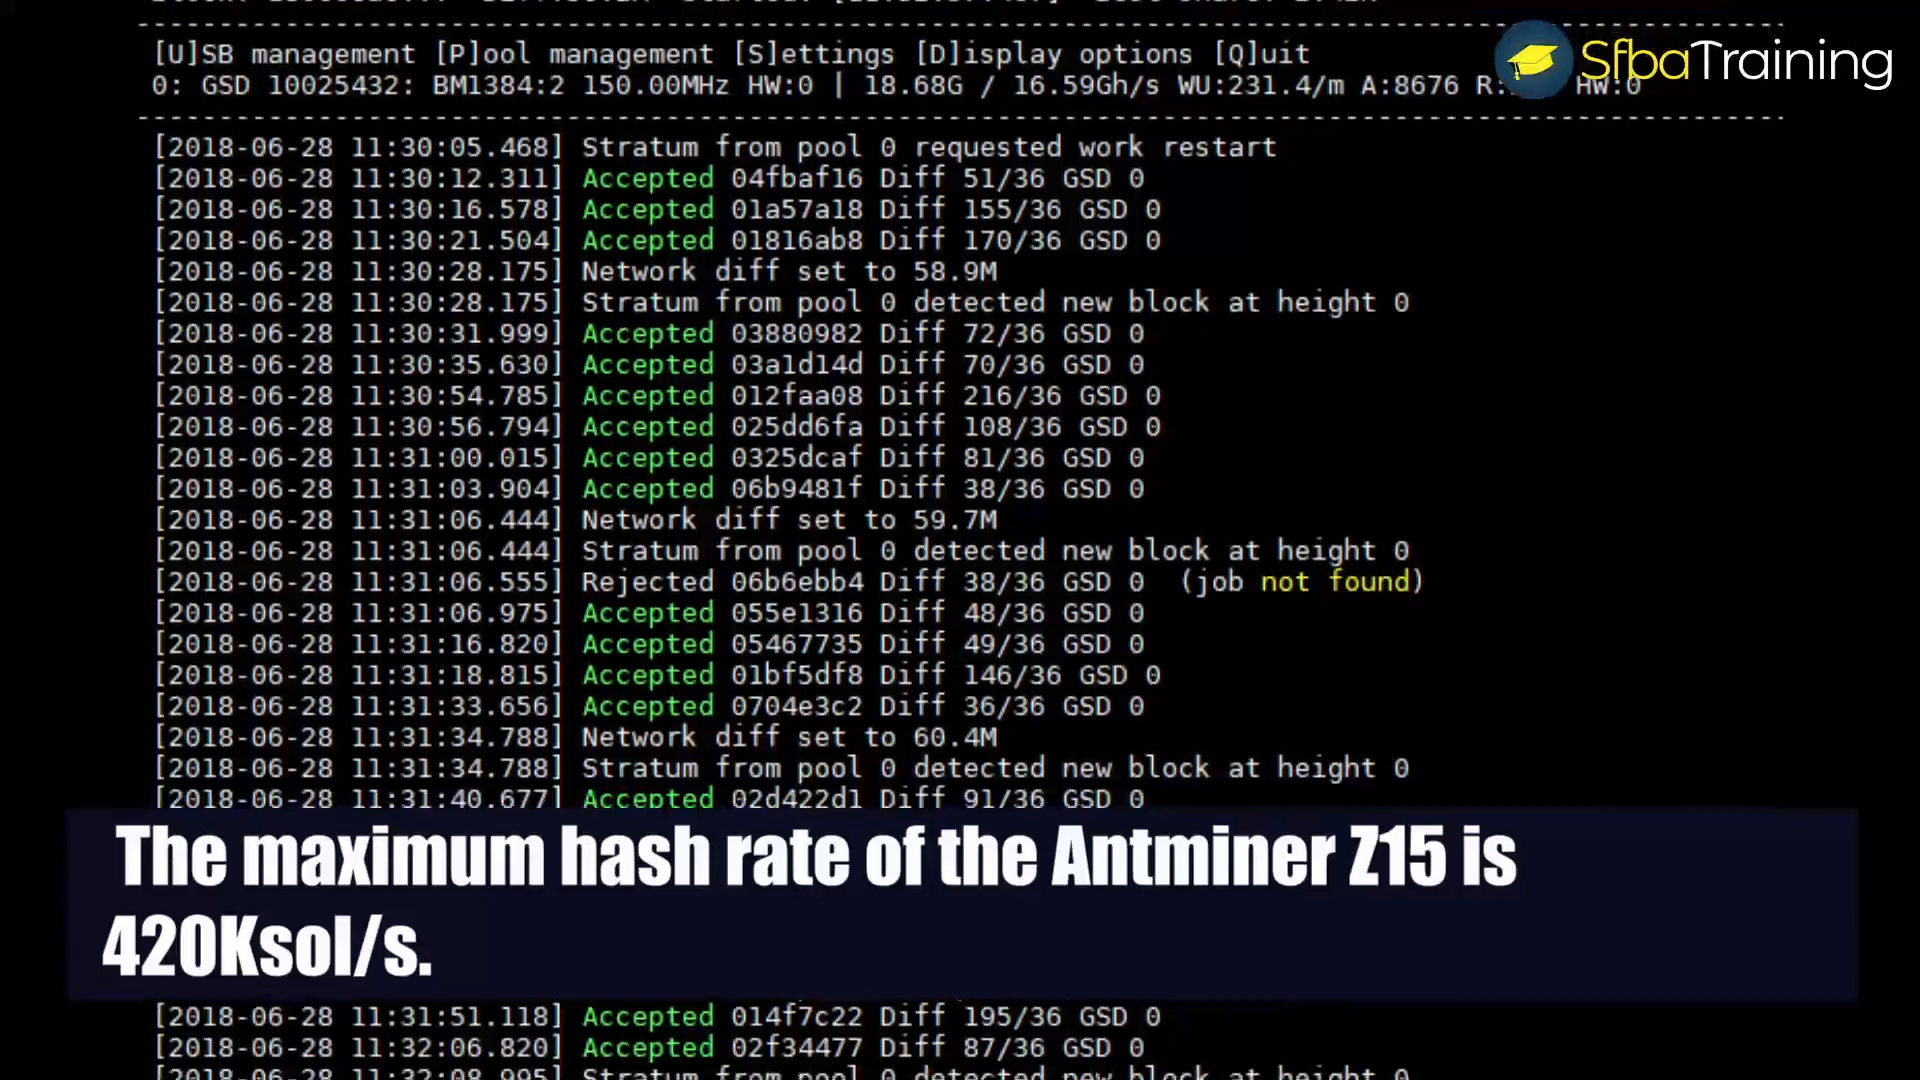 [U]SB management [P]ool management [S]ettings [D]isplay options [Q]uit
0: GSD 10025432: BM1384:2 150.00MHz HW:0 | 18.68G / 16.59Gh/s WU:231.4/m A:8676 R: HW:0
SfbaTraining
[2018-06-28 11:30:05.468] Stratum from pool 0 requested work restart
[2018-06-28 11:30:12.311] Accepted 04fbaf16 Diff 51/36 GSD 0
[2018-06-28 11:30:16.578] Accepted 01a57a18 Diff 155/36 GSD 0
[2018-06-28 11:30:21.504] Accepted 01816ab8 Diff 170/36 GSD 0
[2018-06-28 11:30:28.175] Network diff set to 58.9M
[2018-06-28 11:30:28.175] Stratum from pool 0 detected new block at height 0
[2018-06-28 11:30:31.999] Accepted 03880982 Diff 72/36 GSD 0
[2018-06-28 11:30:35.630] Accepted 03a1d14d Diff 70/36 GSD 0
[2018-06-28 11:30:54.785] Accepted 012faa08 Diff 216/36 GSD 0
[2018-06-28 11:30:56.794] Accepted 025dd6fa Diff 108/36 GSD 0
[2018-06-28 11:31:00.015] Accepted 0325dcaf Diff 81/36 GSD 0
[2018-06-28 11:31:03.904] Accepted 06b9481f Diff 38/36 GSD 0
[2018-06-28 11:31:06.444] Network diff set to 59.7M
[2018-06-28 11:31:06.444] Stratum from pool 0 detected new block at height 0
[2018-06-28 11:31:06.555] Rejected 06b6ebb4 Diff 38/36 GSD 0 (job not found)
[2018-06-28 11:31:06.975] Accepted 055e1316 Diff 48/36 GSD 0
[2018-06-28 11:31:16.820] Accepted 05467735 Diff 49/36 GSD 0
[2018-06-28 11:31:18.815] Accepted 01bf5df8 Diff 146/36 GSD 0
[2018-06-28 11:31:33.656] Accepted 0704e3c2 Diff 36/36 GSD 0
[2018-06-28 11:31:34.788] Network diff set to 60.4M
[2018-06-28 11:31:34.788] Stratum from pool 0 detected new block at height 0
[2018-06-28 11:31:40.677] Accepted 02d422d1 Diff 91/36 GSD 0
The maximum hash rate of the Antminer Z15 is
420Ksol/s.
[2018-06-28 11:31:51.118] Accepted 014f7c22 Diff 195/36 GSD 0
[2018-06-28 11:32:06.820] Accepted 02f34477 Diff 87/36 GSD 0
[2018-06-28 11:32:08.995] Stratum from pool 0 detected new block at height 0